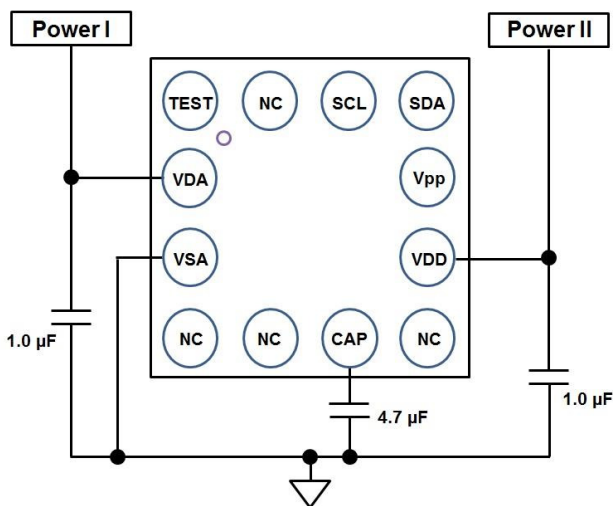 Power I
Power II
TEST
NC
SCL
SDA
VDA
Vpp
VSA
VDD
NC
NC
CAP
NC
1.0 µF
4.7 µF
1.0 µF